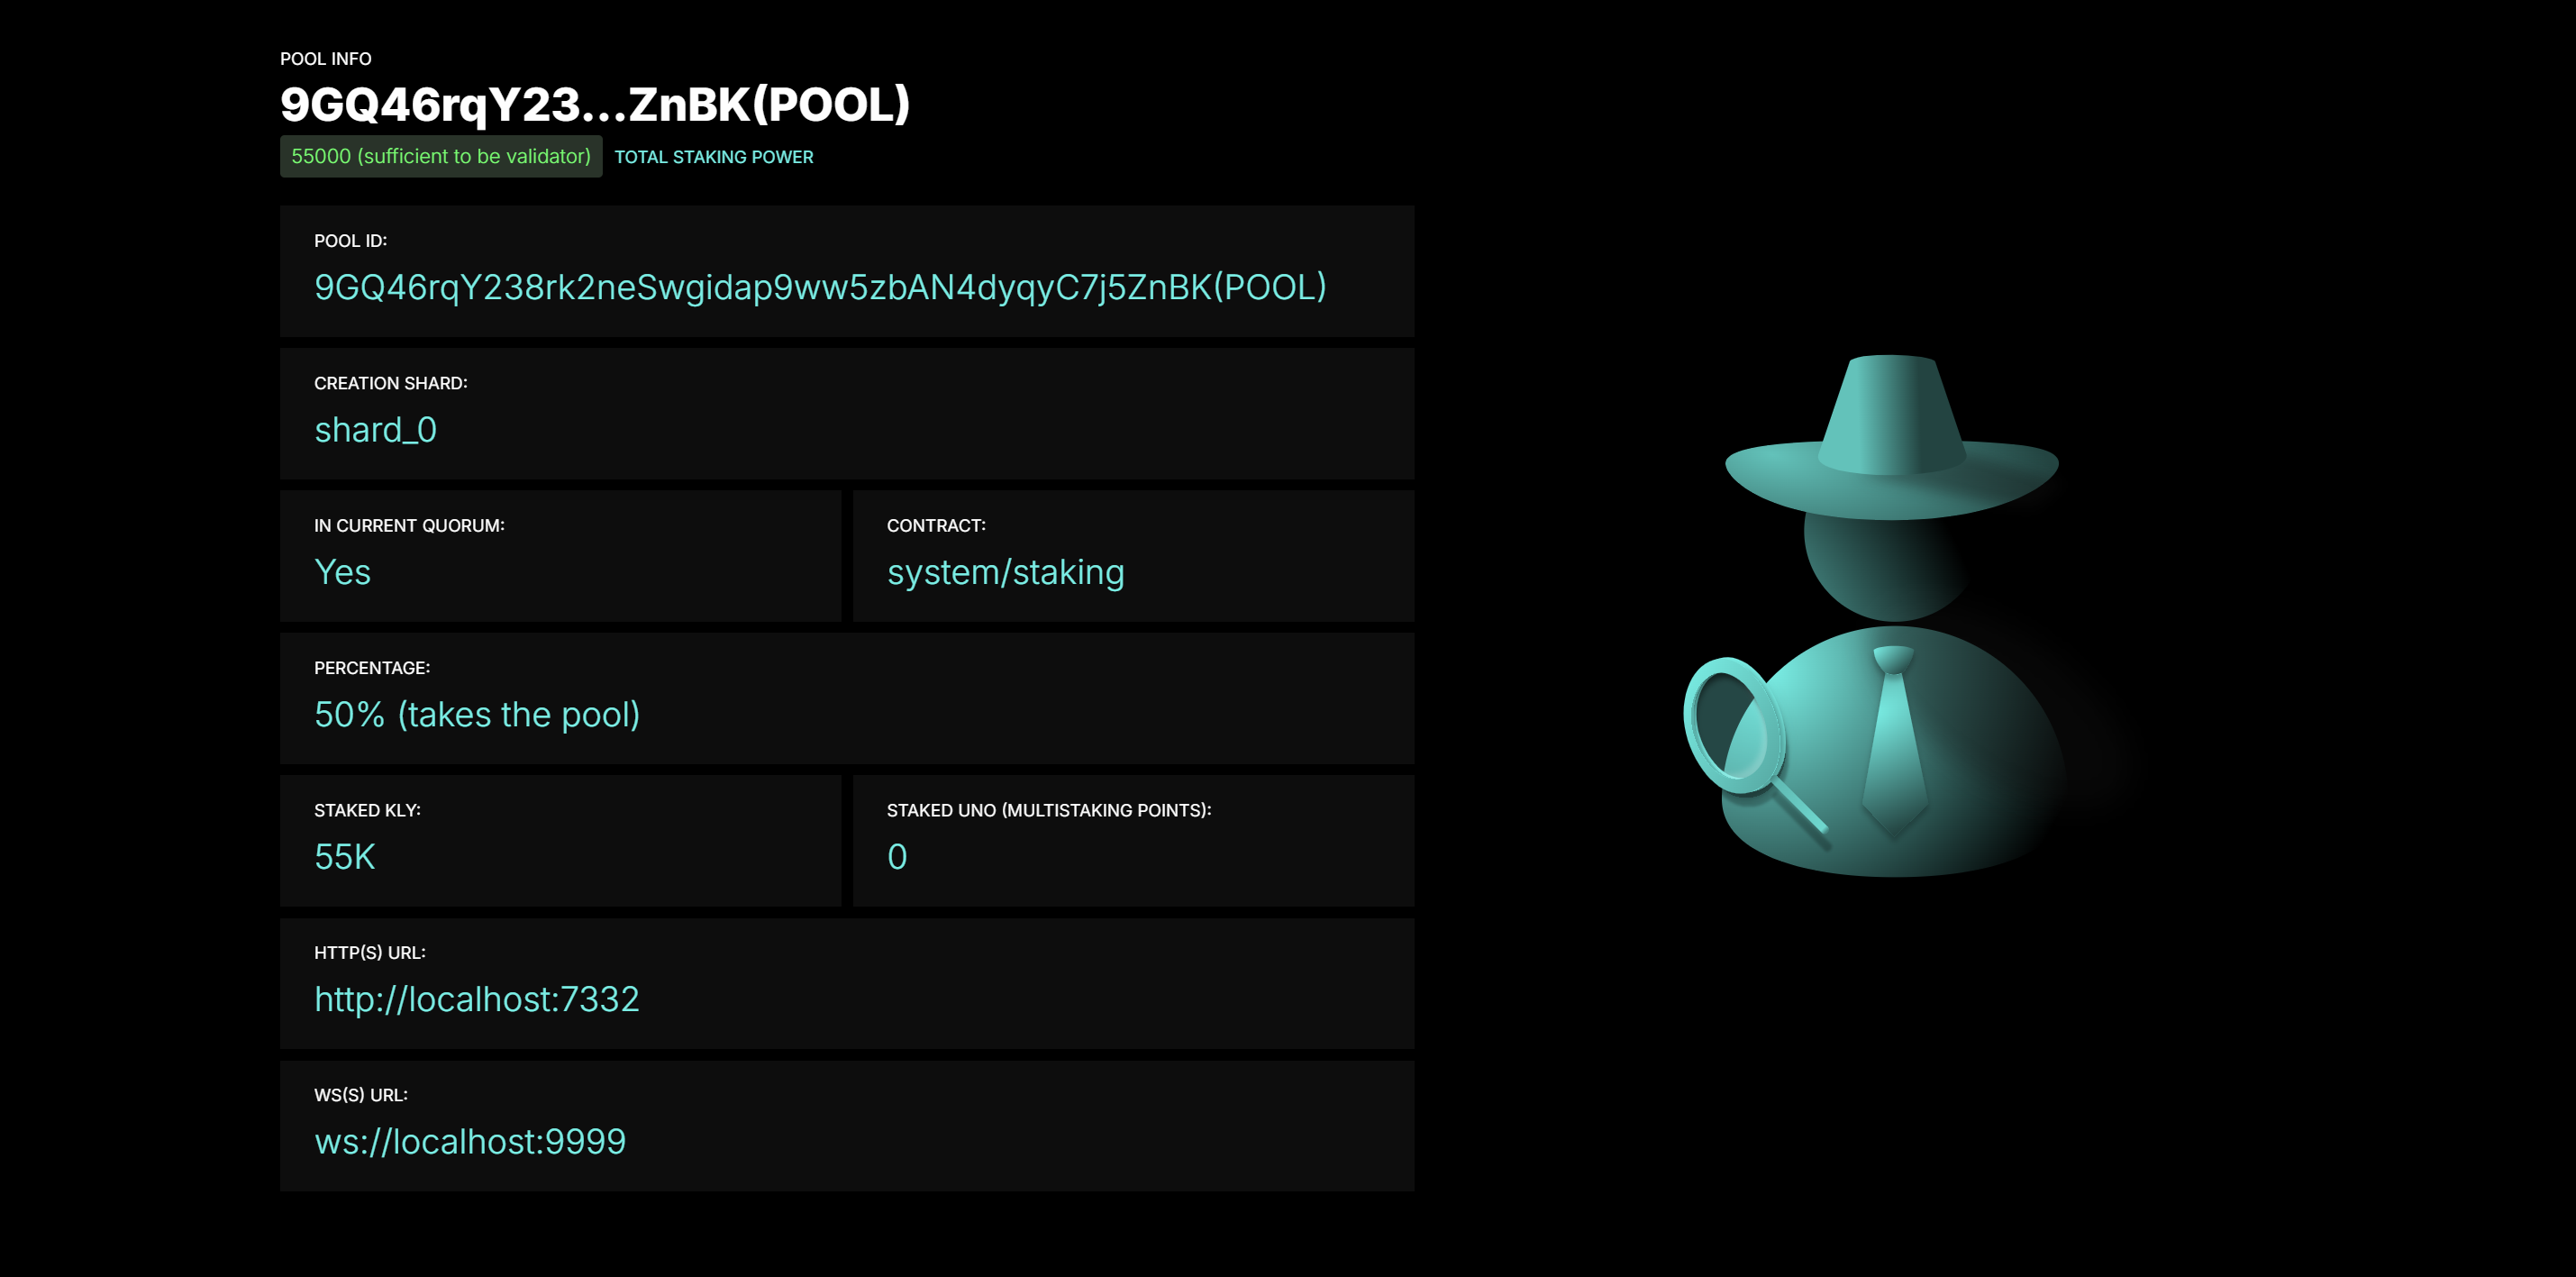 POOL INFO
9GQ46rqY23...ZnBK(POOL)
55000 (sufficient to be validator) TOTAL STAKING POWER
POOL ID:
9GQ46rqY238rk2neSwgidap9ww5zbAN4dyqyC7j5ZnBK(POOL)
CREATION SHARD:
shard_0
IN CURRENT QUORUM:
Yes
CONTRACT:
system/staking
PERCENTAGE:
50% (takes the pool)
STAKED KLY:
55K
STAKED UNO (MULTISTAKING POINTS):
0
HTTP(S) URL:
http://localhost:7332
WS(S) URL:
ws://localhost:9999